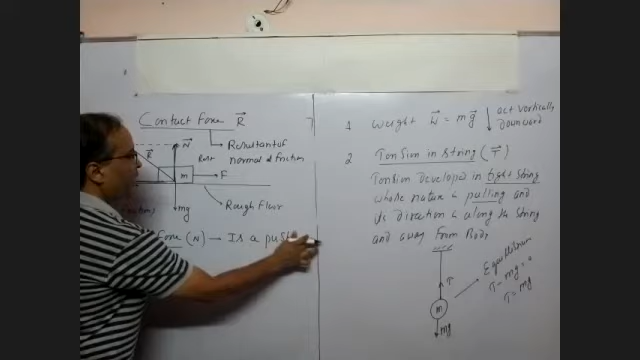 Contact Force R
Resultant of
normal & friction
N
R
Rest
m
F
mg
Rough Floor
Force (N) → Is a push
1 Weight W = mg act vertically
downward
2 Tension in string (T)
Tension developed in tight string
whose nature is pulling and
its direction is along the string
and away from Body
T
m
mg
Equilibrium
T - mg = 0
T = mg